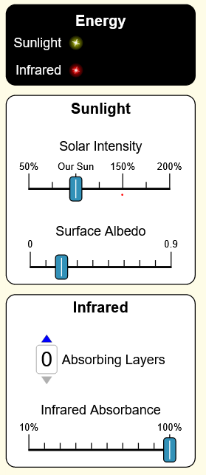 Energy
Sunlight
Infrared
Sunlight
Solar Intensity
50% Our Sun 150% 200%
Surface Albedo
0 0.9
Infrared
0 Absorbing Layers
Infrared Absorbance
10% 100%